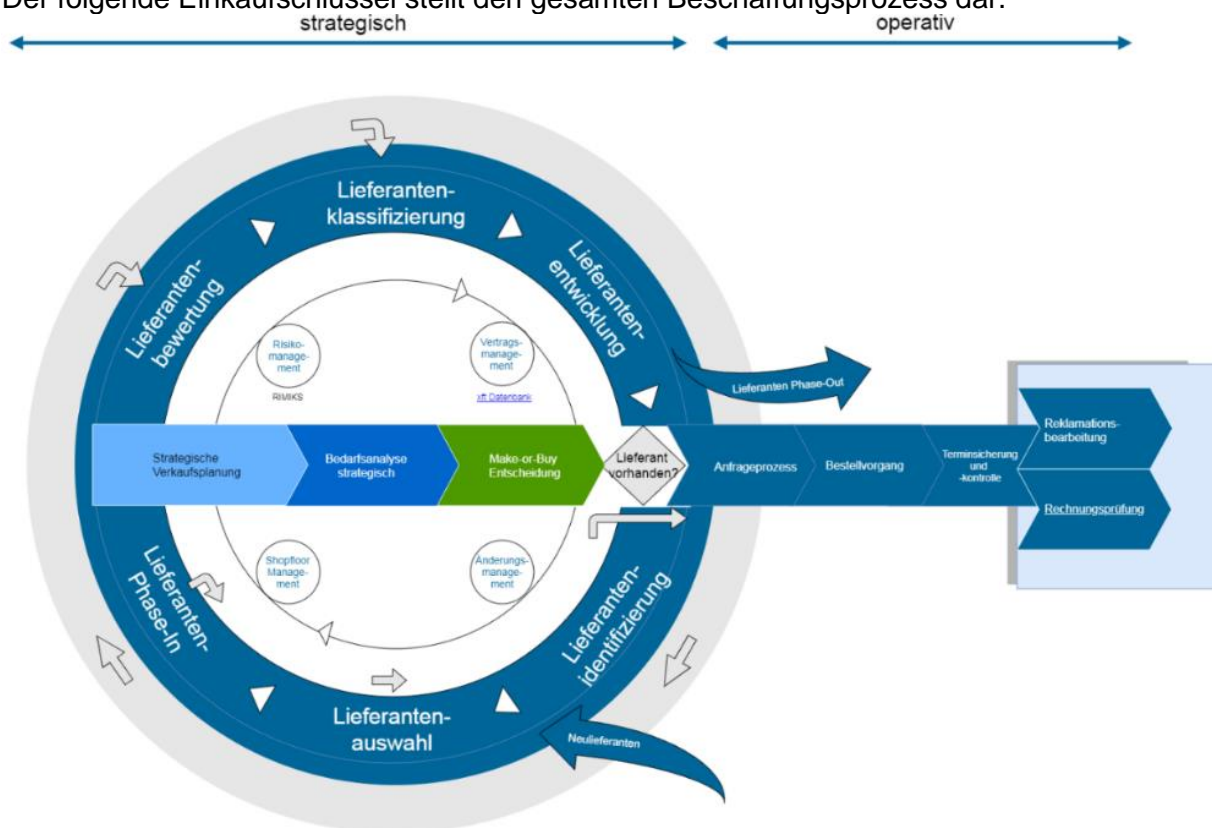 Der folgende Einkaufschlüssel stellt den gesamten Beschaffungsprozess dar:
strategisch
operativ
Lieferanten-
klassifizierung
Lieferanten-
bewertung
Lieferanten-
entwicklung
Risiko-
manage-
ment
RIMIKS
Vertrags-
manage-
ment
xft Datenbank
Lieferanten Phase-Out
Strategische
Verkaufsplanung
Bedarfsanalyse
strategisch
Make-or-Buy
Entscheidung
Lieferant
vorhanden?
Anfrageprozess
Bestellvorgang
Terminsicherung
und
-kontrolle
Reklamations-
bearbeitung
Rechnungsprüfung
Shopfloor
Manage-
ment
Änderungs-
manage-
ment
Lieferanten-
Phase-In
Lieferanten-
auswahl
Lieferanten-
identifizierung
Neulieferanten